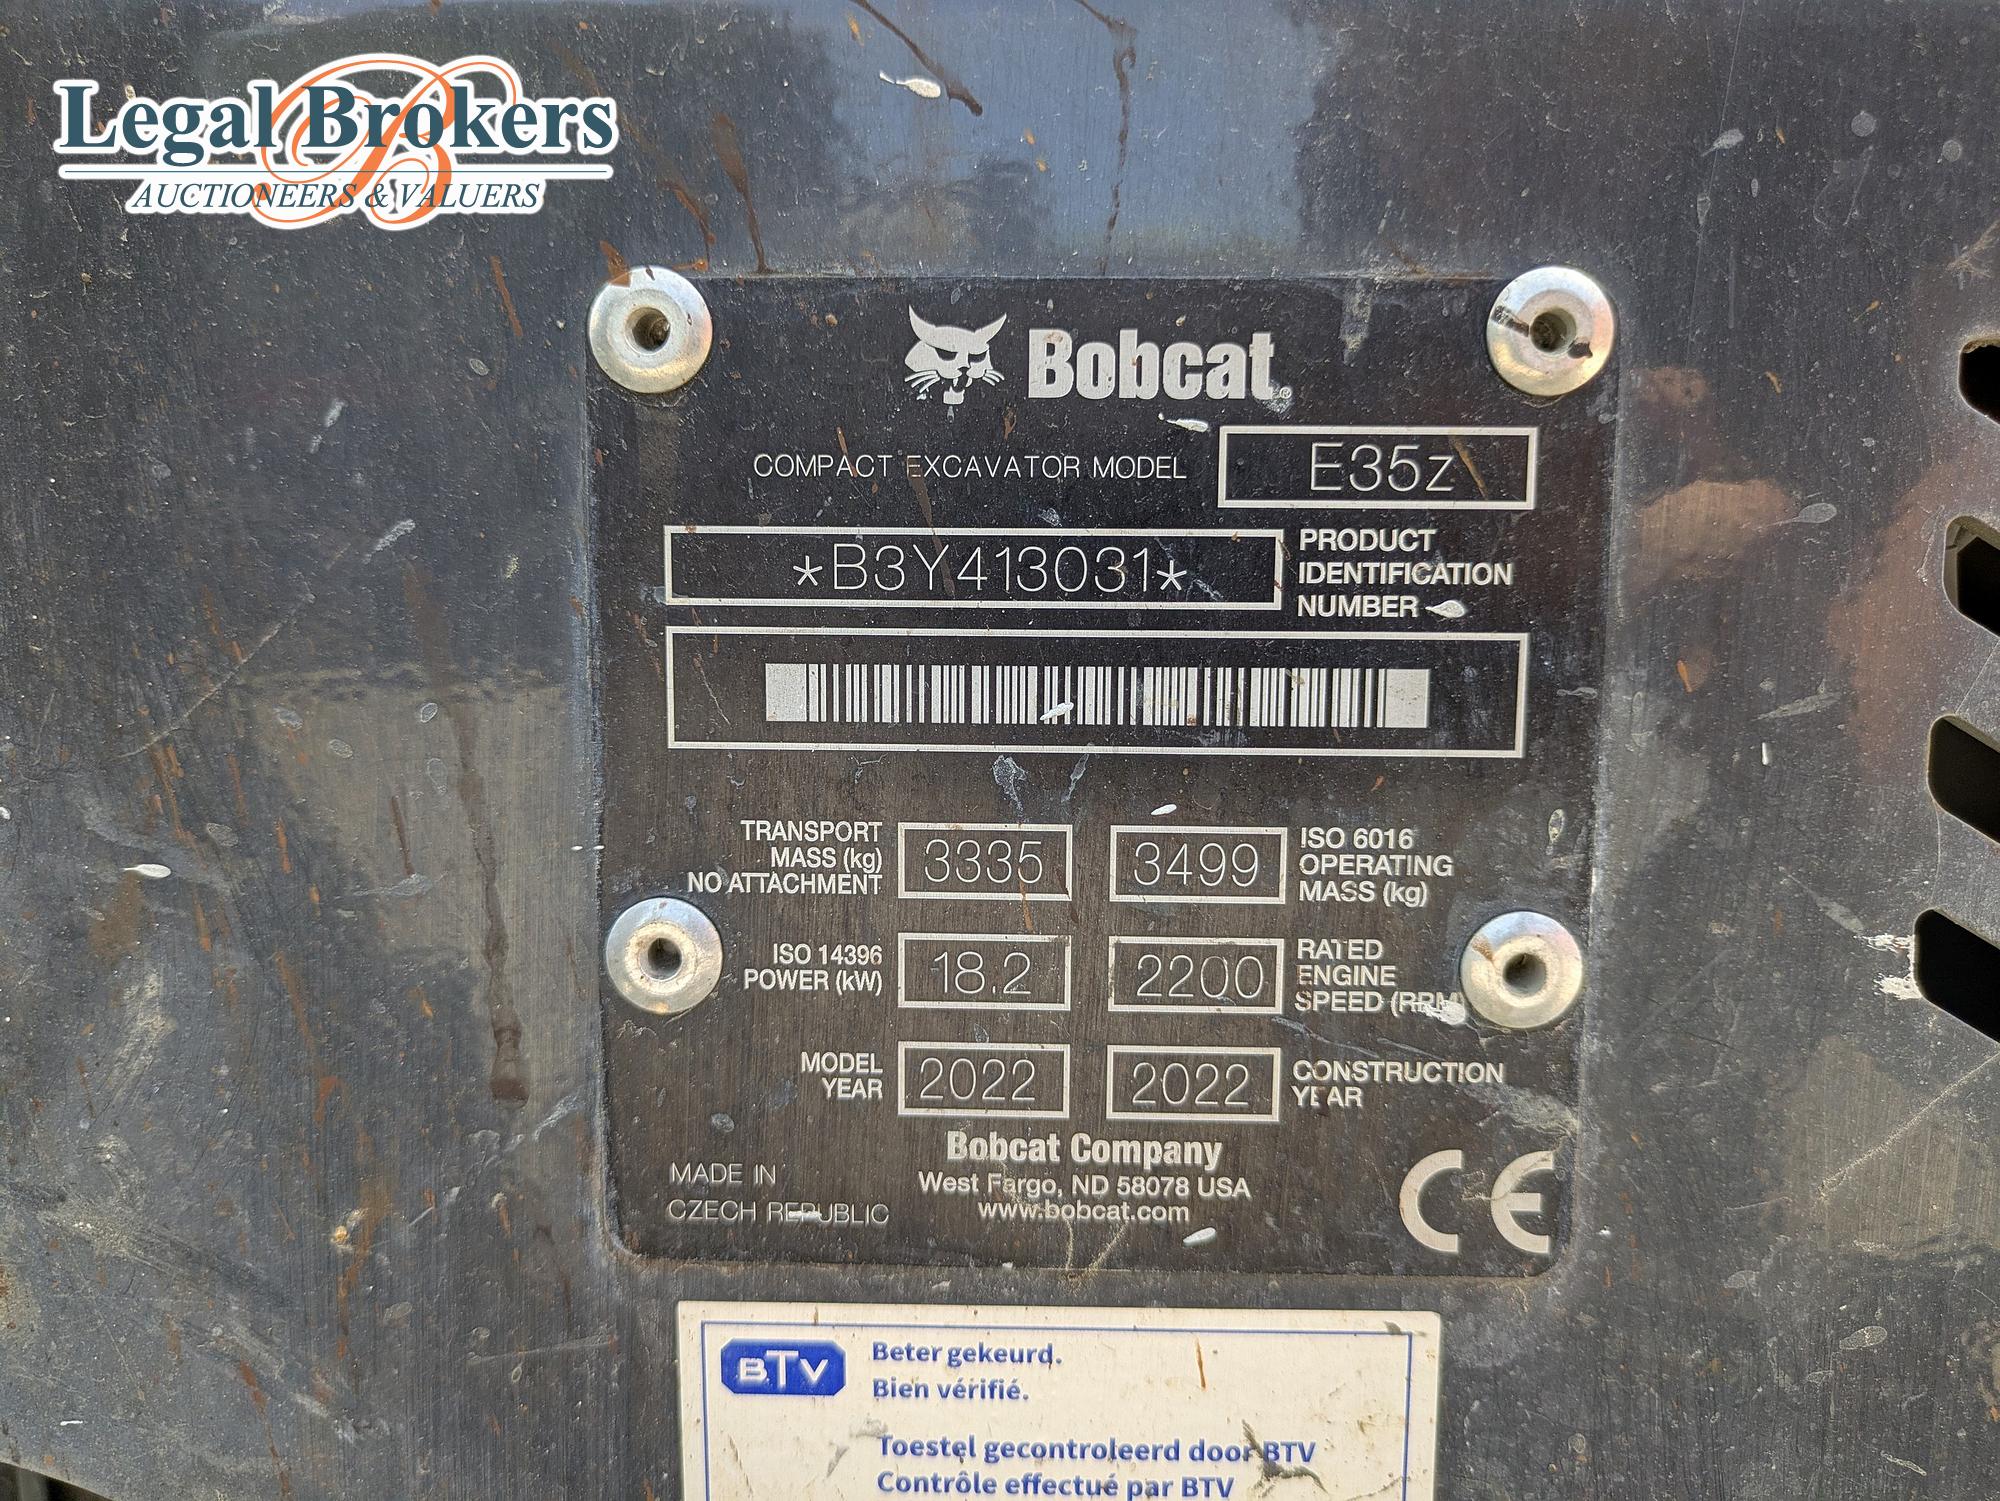 Legal Brokers
AUCTIONEERS & VALUERS
Bobcat®
COMPACT EXCAVATOR MODEL E35z
*B3Y413031* PRODUCT
IDENTIFICATION
NUMBER
TRANSPORT
MASS (kg)
NO ATTACHMENT
3335
3499
ISO 6016
OPERATING
MASS (kg)
ISO 14396
POWER (kW)
18.2
2200
RATED
ENGINE
SPEED (RPM)
MODEL
YEAR
2022
2022
CONSTRUCTION
YEAR
Bobcat Company
West Fargo, ND 58078 USA
www.bobcat.com
MADE IN
CZECH REPUBLIC
CE
BTV
Beter gekeurd.
Bien vérifié.
Toestel gecontroleerd door BTV
Contrôle effectué par BTV